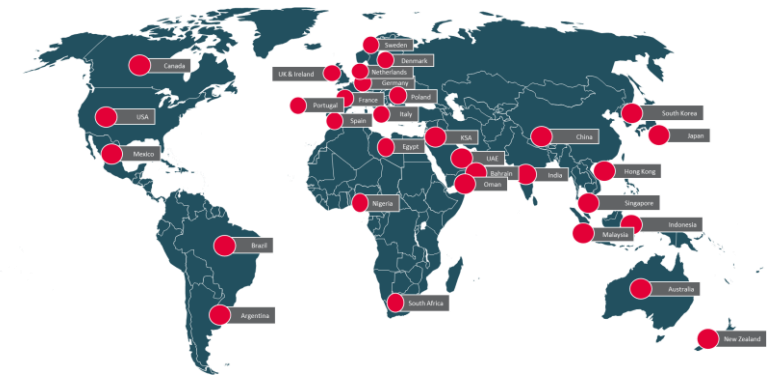 Sweden
Canada
Denmark
UK & Ireland
Netherlands
Germany
Poland
France
Portugal
USA
Italy
Spain
South Korea
Japan
KSA
China
Egypt
Mexico
UAE
Bahrain
India
Hong Kong
Oman
Nigeria
Singapore
Indonesia
Malaysia
Brazil
Australia
South Africa
Argentina
New Zealand